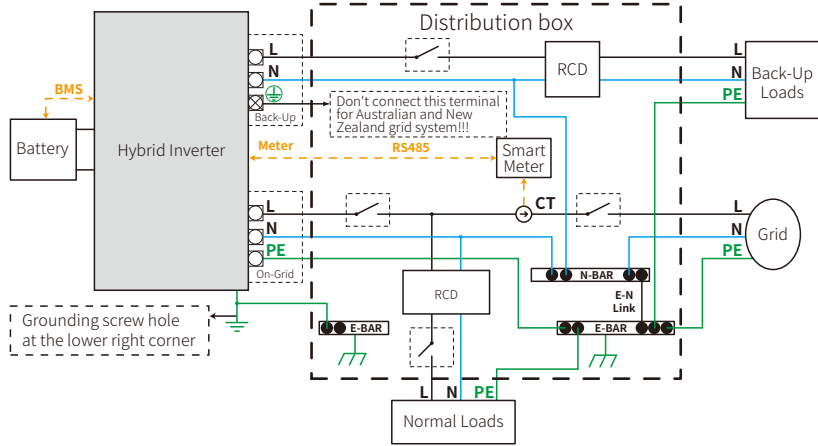 Distribution box
L
N
BMS
Back-Up
RCD
L
N
PE
Back-Up
Loads
Don't connect this terminal
for Australian and New
Zealand grid system!!!
Battery
Hybrid Inverter
Meter
RS485
Smart
Meter
CT
L
N
PE
On-Grid
L
N
PE
Grid
N-BAR
E-N
Link
RCD
Grounding screw hole
at the lower right corner
E-BAR
E-BAR
L
N
PE
Normal Loads